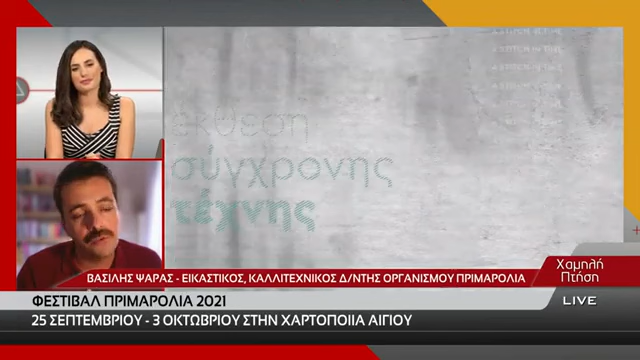 έκθεση
σύγχρονης
τέχνης
ΒΑΣΙΛΗΣ ΨΑΡΑΣ - ΕΙΚΑΣΤΙΚΟΣ, ΚΑΛΛΙΤΕΧΝΙΚΟΣ Δ/ΝΤΗΣ ΟΡΓΑΝΙΣΜΟΥ ΠΡΙΜΑΡΟΛΙΑ
Χαμηλή
Πτήση
ΦΕΣΤΙΒΑΛ ΠΡΙΜΑΡΟΛΙΑ 2021
LIVE
25 ΣΕΠΤΕΜΒΡΙΟΥ - 3 ΟΚΤΩΒΡΙΟΥ ΣΤΗΝ ΧΑΡΤΟΠΟΙΙΑ ΑΙΓΙΟΥ